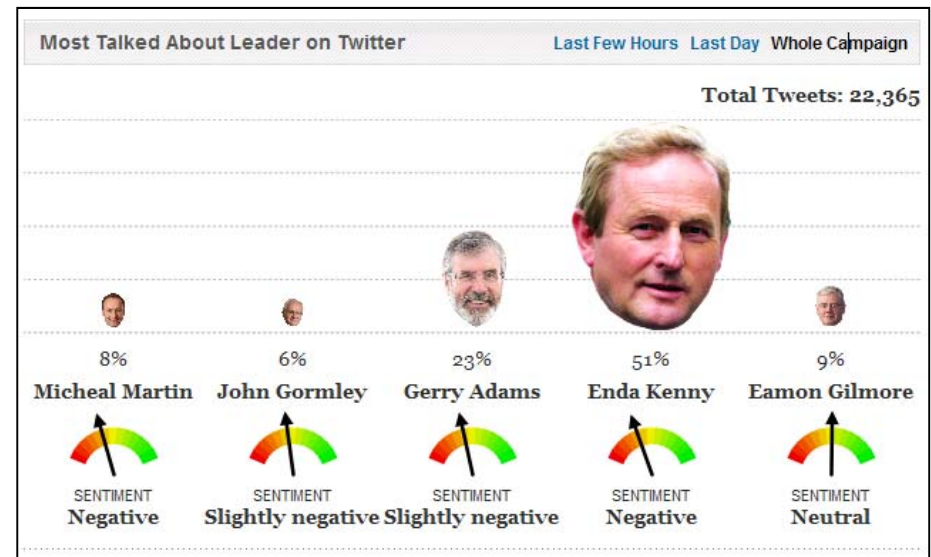 Most Talked About Leader on Twitter Last Few Hours Last Day Whole Campaign
Total Tweets: 22,365
8% 6% 23% 51% 9%
Micheal Martin John Gormley Gerry Adams Enda Kenny Eamon Gilmore
SENTIMENT SENTIMENT SENTIMENT SENTIMENT SENTIMENT
Negative Slightly negative Slightly negative Negative Neutral